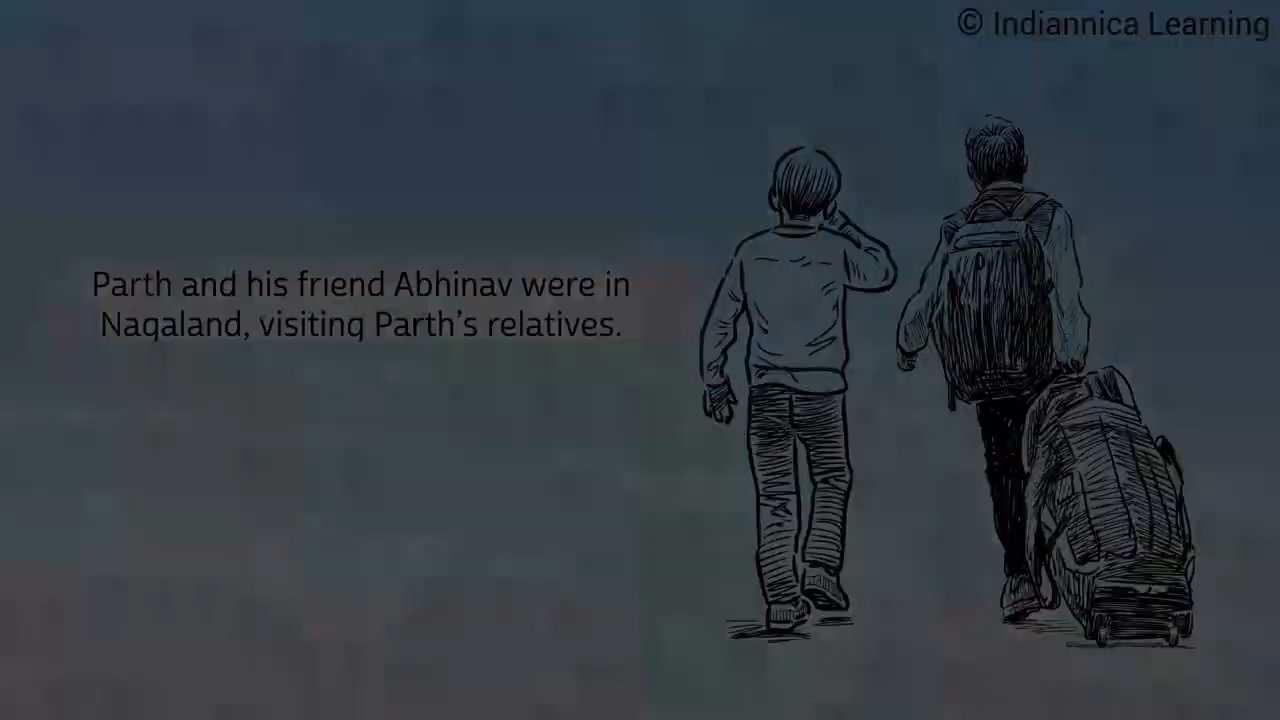 © Indiannica Learning
Parth and his friend Abhinav were in
Nagaland, visiting Parth's relatives.